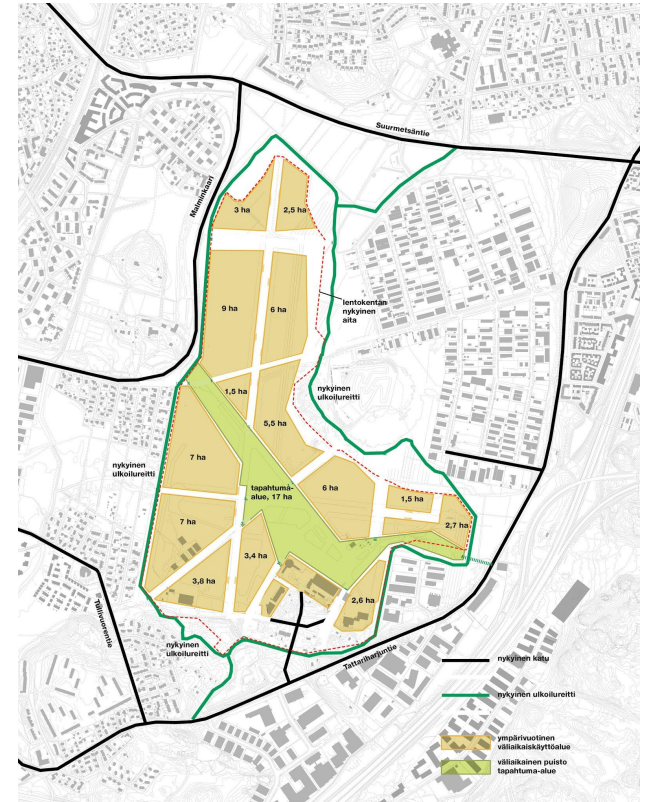 Suurmetsäntie
Malminkaari
3 ha
2,5 ha
lentokentän
nykyinen
aita
9 ha
6 ha
nykyinen
ulkoilureitti
1,5 ha
5,5 ha
nykyinen
ulkoilureitti
7 ha
tapahtuma-
alue, 17 ha
6 ha
1,5 ha
2,7 ha
7 ha
3,4 ha
3,8 ha
2,6 ha
Tullivuorentie
nykyinen
ulkoilureitti
Tattariharjuntie
nykyinen katu
nykyinen ulkoilureitti
ympärivuotinen
väliaikaiskäyttöalue
väliaikainen puisto
tapahtuma-alue